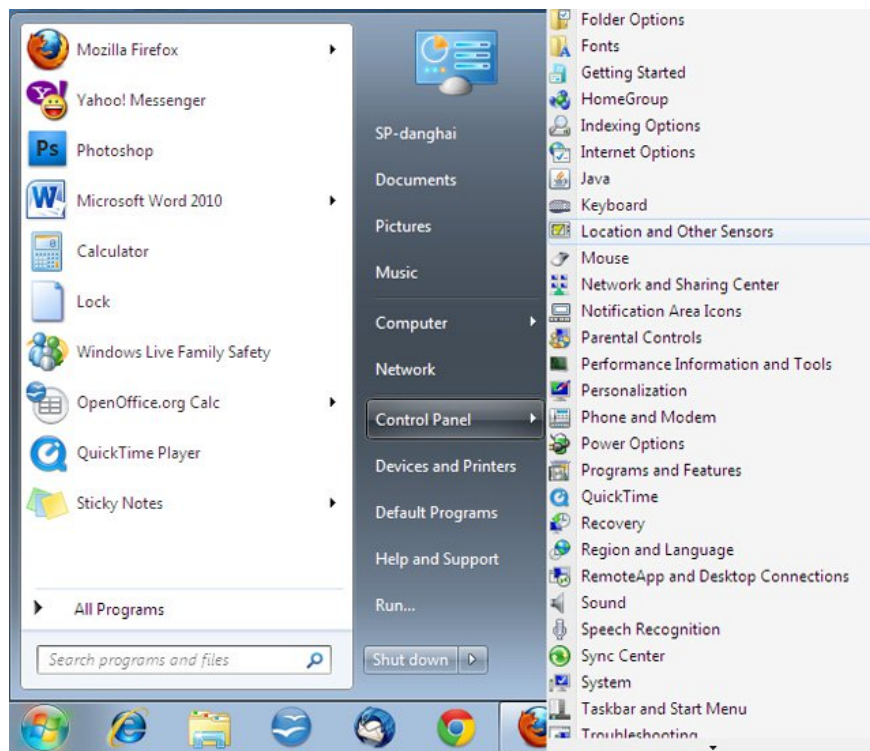 Mozilla Firefox
Yahoo! Messenger
Ps Photoshop
W Microsoft Word 2010
Calculator
Lock
Windows Live Family Safety
OpenOffice.org Calc
QuickTime Player
Sticky Notes
All Programs
Search programs and files
SP-danghai
Documents
Pictures
Music
Computer
Network
Control Panel
Devices and Printers
Default Programs
Help and Support
Run...
Shut down
Folder Options
Fonts
Getting Started
HomeGroup
Indexing Options
Internet Options
Java
Keyboard
Location and Other Sensors
Mouse
Network and Sharing Center
Notification Area Icons
Parental Controls
Performance Information and Tools
Personalization
Phone and Modem
Power Options
Programs and Features
QuickTime
Recovery
Region and Language
RemoteApp and Desktop Connections
Sound
Speech Recognition
Sync Center
System
Taskbar and Start Menu
Troubleshooting